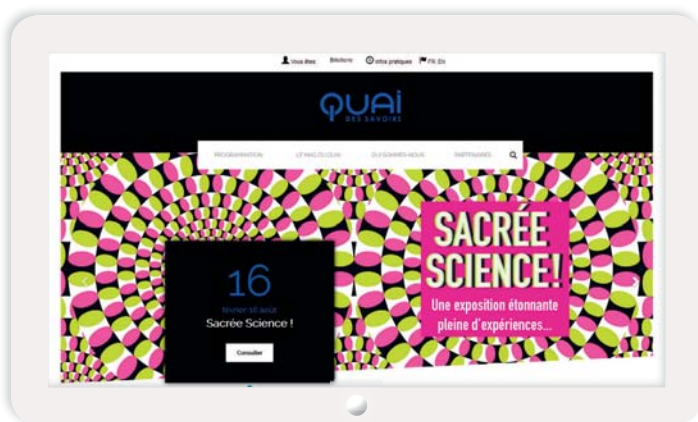 Vous êtes Billetterie Infos pratiques FR EN
QUAI
DES SAVOIRS
PROGRAMMATION LE MAG DU QUAI QUI SOMMES-NOUS PARTENAIRES
SACRÉE
SCIENCE!
Une exposition étonnante
pleine d'expériences...
16
février 18 août
Sacrée Science !
Consulter